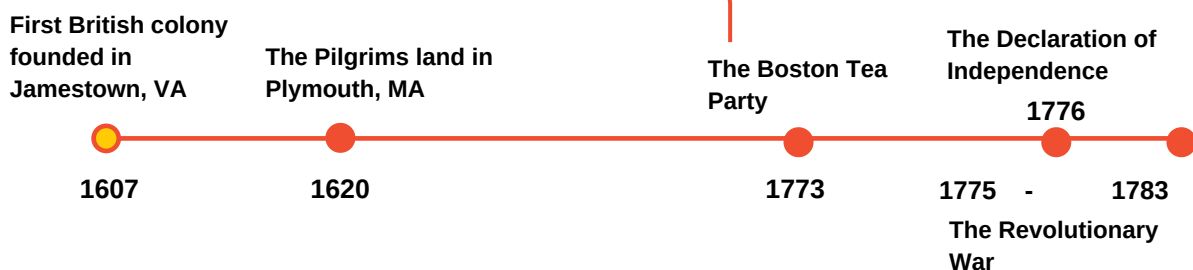 First British colony
founded in
Jamestown, VA
The Pilgrims land in
Plymouth, MA
The Boston Tea
Party
The Declaration of
Independence
1776
1607
1620
1773
1775 - 1783
The Revolutionary
War